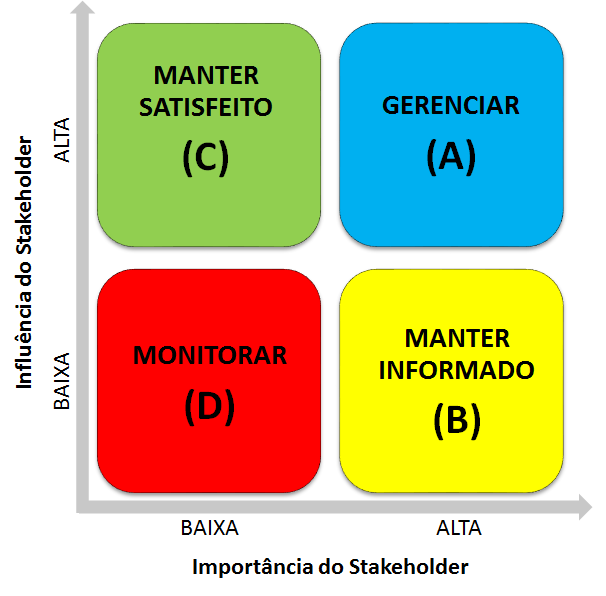 Influência do Stakeholder
ALTA
BAIXA
MANTER
SATISFEITO
(C)
GERENCIAR
(A)
MONITORAR
(D)
MANTER
INFORMADO
(B)
BAIXA
ALTA
Importância do Stakeholder